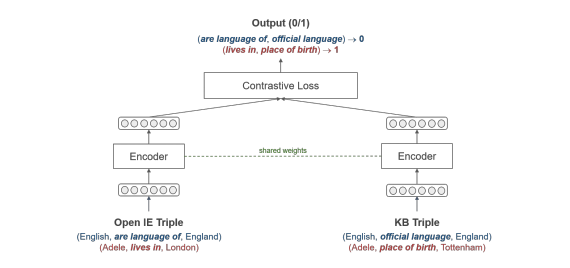 Output (0/1)
(are language of, official language) → 0
(lives in, place of birth) → 1
Contrastive Loss
Encoder
shared weights
Encoder
Open IE Triple
KB Triple
(English, are language of, England)
(English, official language, England)
(Adele, lives in, London)
(Adele, place of birth, Tottenham)